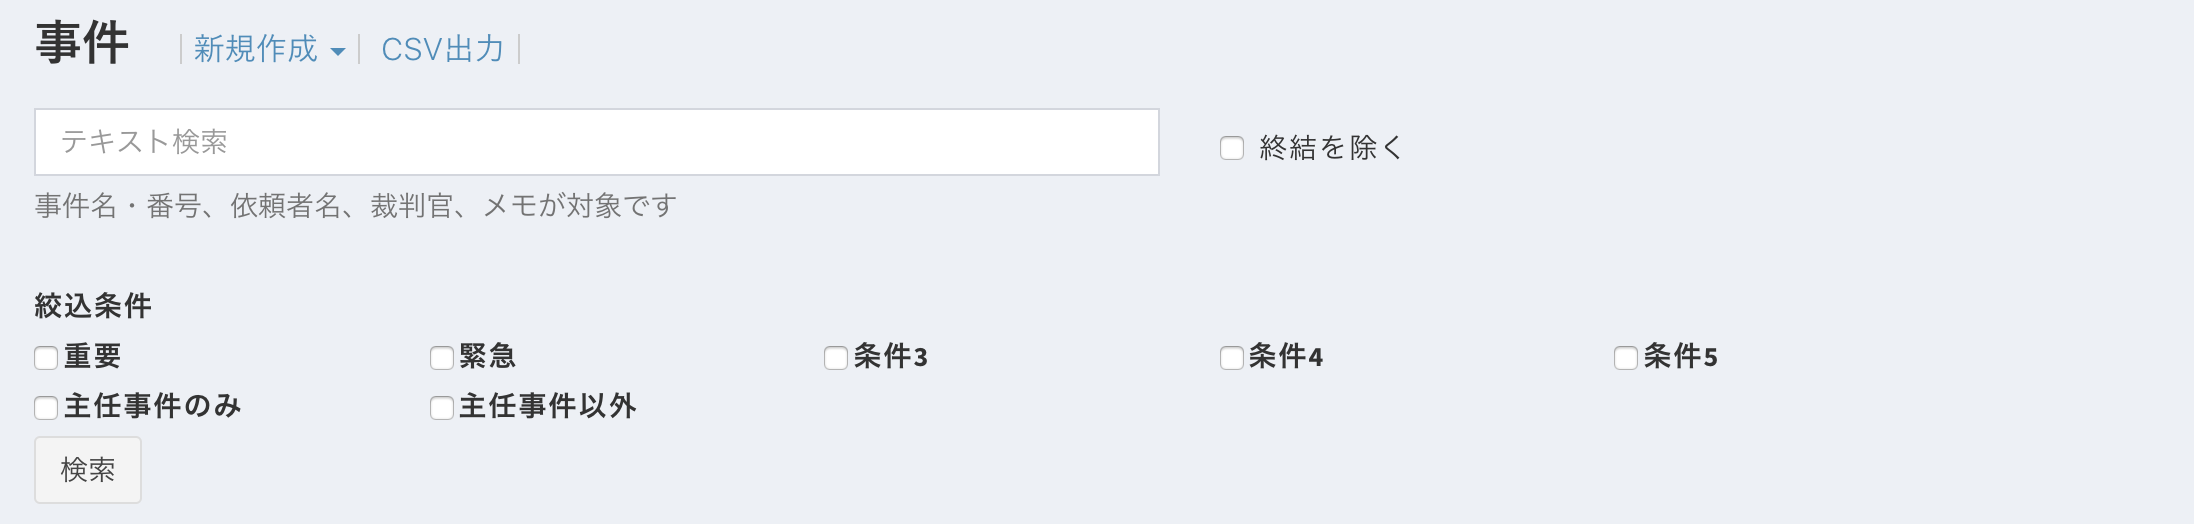 事件 新規作成 CSV出力
テキスト検索 終結を除く
事件名・番号、依頼者名、裁判官、メモが対象です
絞込条件
重要 緊急 条件3 条件4 条件5
主任事件のみ 主任事件以外
検索